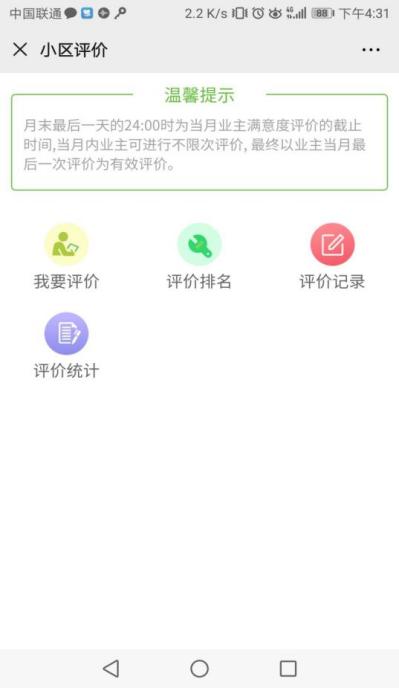 中国联通 2.2 K/s 4G 88 下午4:31
小区评价
温馨提示
月末最后一天的24:00时为当月业主满意度评价的截止
时间,当月内业主可进行不限次评价, 最终以业主当月最
后一次评价为有效评价。
我要评价 评价排名 评价记录
评价统计